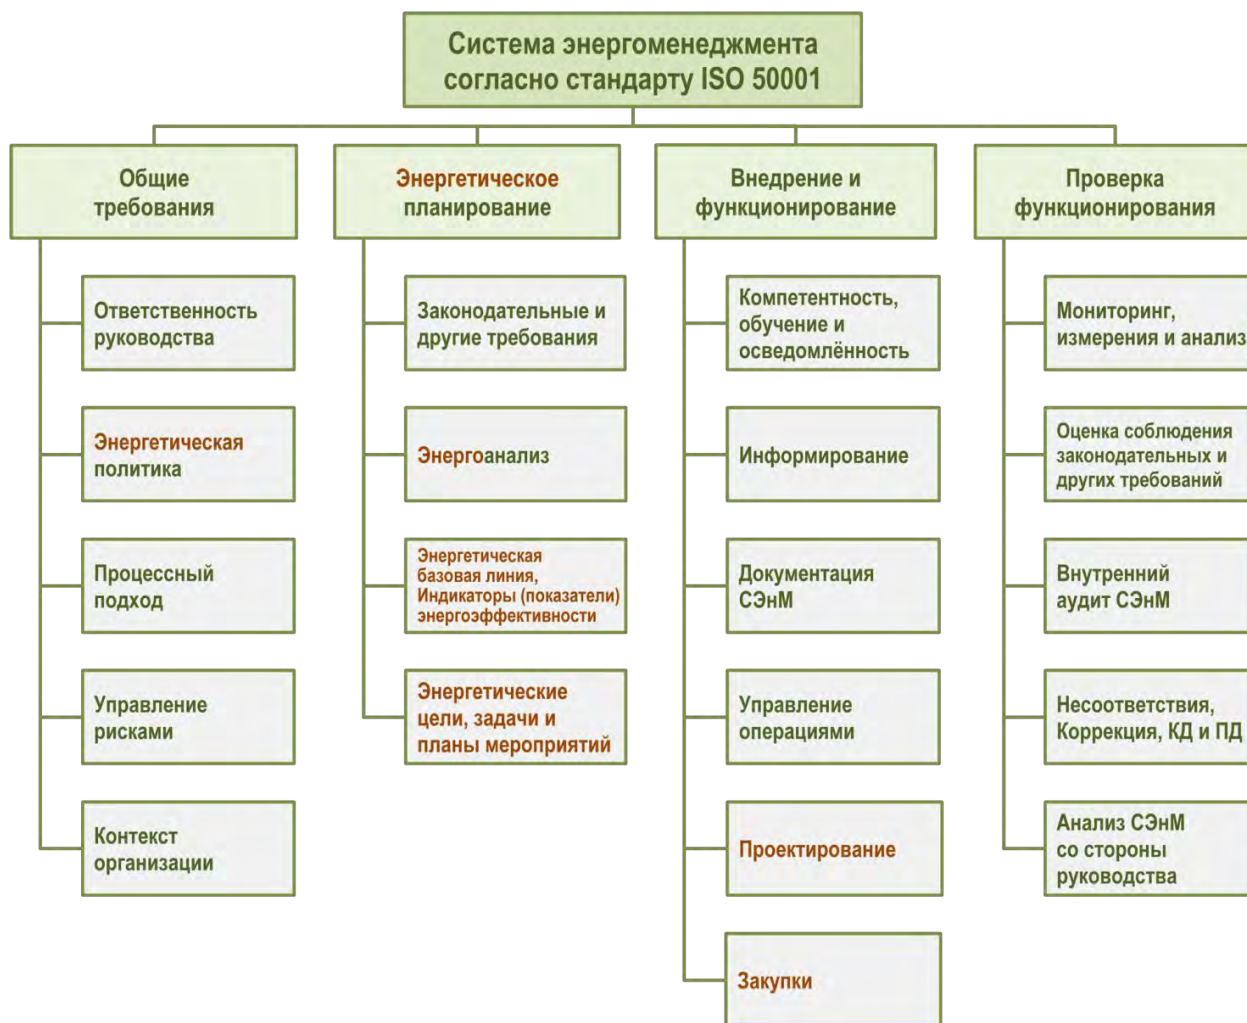 Система энергоменеджмента
согласно стандарту ISO 50001
Общие
требования
Ответственность
руководства
Энергетическая
политика
Процессный
подход
Управление
рисками
Контекст
организации
Энергетическое
планирование
Законодательные и
другие требования
Энергоанализ
Энергетическая
базовая линия,
Индикаторы (показатели)
энергоэффективности
Энергетические
цели, задачи и
планы мероприятий
Внедрение и
функционирование
Компетентность,
обучение и
осведомлённость
Информирование
Документация
СЭнМ
Управление
операциями
Проектирование
Закупки
Проверка
функционирования
Мониторинг,
измерения и анализ
Оценка соблюдения
законодательных и
других требований
Внутренний
аудит СЭнМ
Несоответствия,
Коррекция, КД и ПД
Анализ СЭнМ
со стороны
руководства